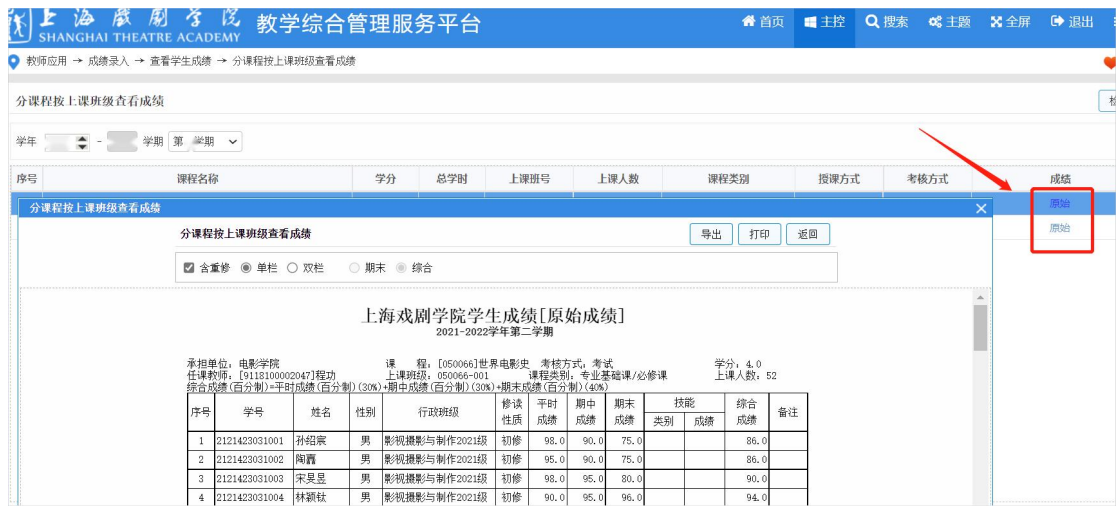 上海戲劇学院 教学综合管理服务平台 首页 主控 搜索 主题 全屏 退出
SHANGHAI THEATRE ACADEMY
教师应用 → 成绩录入 → 查看学生成绩 → 分课程按上课班级查看成绩
分课程按上课班级查看成绩
学年 - 学期 第 学期
序号 课程名称 学分 总学时 上课班号 上课人数 课程类别 授课方式 考核方式 成绩
原始
分课程按上课班级查看成绩
原始
分课程按上课班级查看成绩 导出 打印 返回
含重修 单栏 双栏 期末 综合
上海戏剧学院学生成绩[原始成绩]
2021-2022学年第二学期
承担单位：电影学院 课 程：[050066]世界电影史 考核方式：考试 学分：4.0
任课教师：[9118100002047]程功 上课班级：050066-001 课程类别：专业基础课/必修课 上课人数：52
综合成绩(百分制)=平时成绩(百分制)(30%)+期中成绩(百分制)(30%)+期末成绩(百分制)(40%)
序号 学号 姓名 性别 行政班级 修读性质 平时成绩 期中成绩 期末成绩 技能 类别 成绩 综合成绩 备注
1 2121423031001 孙绍宸 男 影视摄影与制作2021级 初修 98.0 90.0 75.0 86.0
2 2121423031002 陶 男 影视摄影与制作2021级 初修 95.0 90.0 75.0 86.0
3 2121423031003 宋昊昱 男 影视摄影与制作2021级 初修 98.0 95.0 80.0 90.0
4 2121423031004 林颖钛 男 影视摄影与制作2021级 初修 90.0 95.0 96.0 94.0